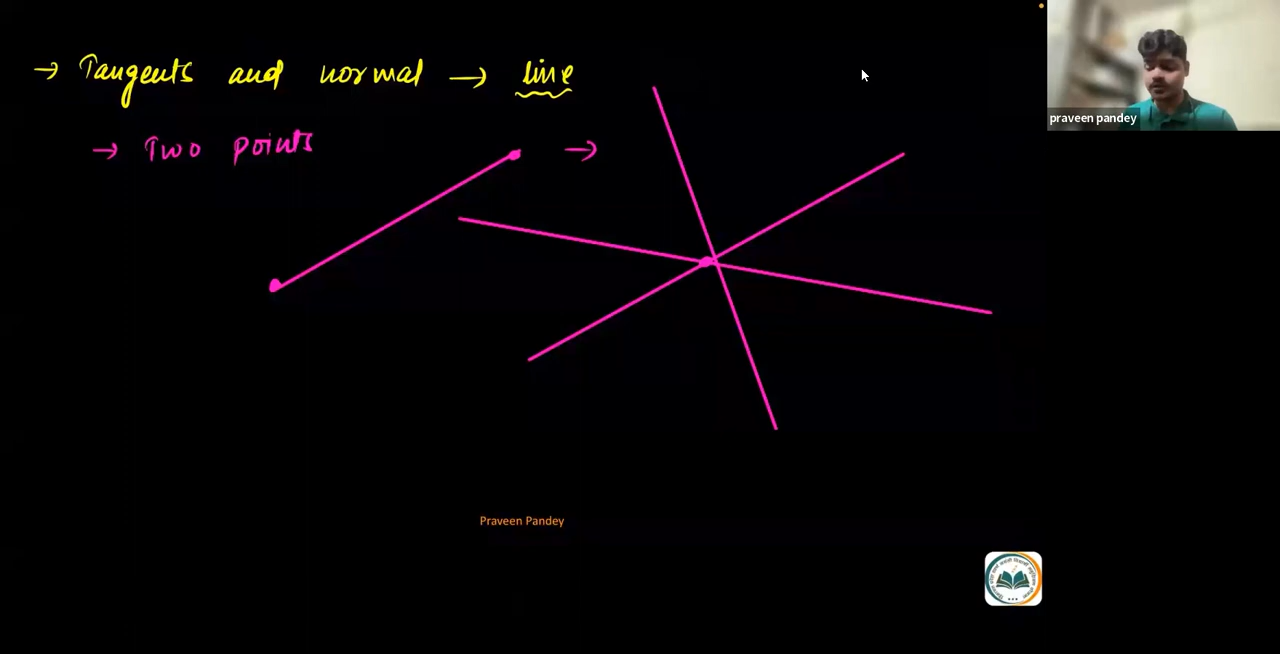 → Tangents and normal → line
praveen pandey
→ Two points →
Praveen Pandey